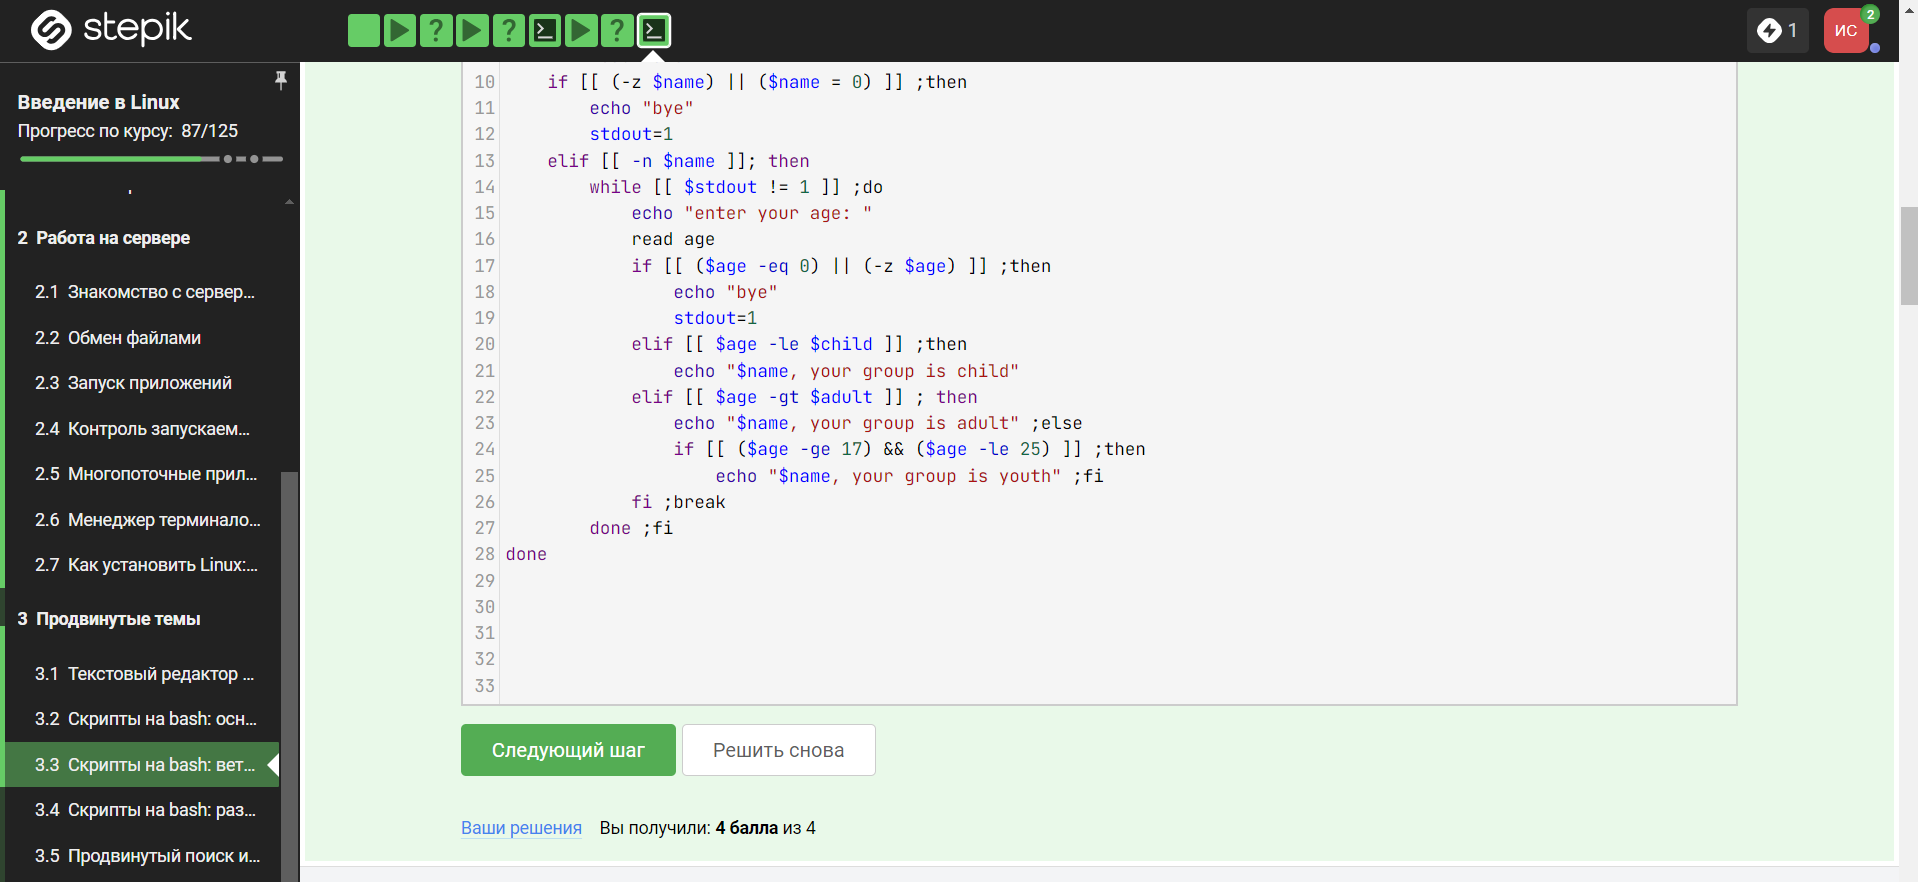 stepik
1
ИС
2
Введение в Linux
Прогресс по курсу: 87/125
2 Работа на сервере
2.1 Знакомство с сервер...
2.2 Обмен файлами
2.3 Запуск приложений
2.4 Контроль запускаем...
2.5 Многопоточные прил...
2.6 Менеджер терминало...
2.7 Как установить Linux:...
3 Продвинутые темы
3.1 Текстовый редактор ...
3.2 Скрипты на bash: осн...
3.3 Скрипты на bash: вет...
3.4 Скрипты на bash: раз...
3.5 Продвинутый поиск и...
10 if [[ (-z $name) || ($name = 0) ]] ;then
11 echo "bye"
12 stdout=1
13 elif [[ -n $name ]]; then
14 while [[ $stdout != 1 ]] ;do
15 echo "enter your age: "
16 read age
17 if [[ ($age -eq 0) || (-z $age) ]] ;then
18 echo "bye"
19 stdout=1
20 elif [[ $age -le $child ]] ;then
21 echo "$name, your group is child"
22 elif [[ $age -gt $adult ]] ; then
23 echo "$name, your group is adult" ;else
24 if [[ ($age -ge 17) && ($age -le 25) ]] ;then
25 echo "$name, your group is youth" ;fi
26 fi ;break
27 done ;fi
28 done
29
30
31
32
33
Следующий шаг
Решить снова
Ваши решения Вы получили: 4 балла из 4